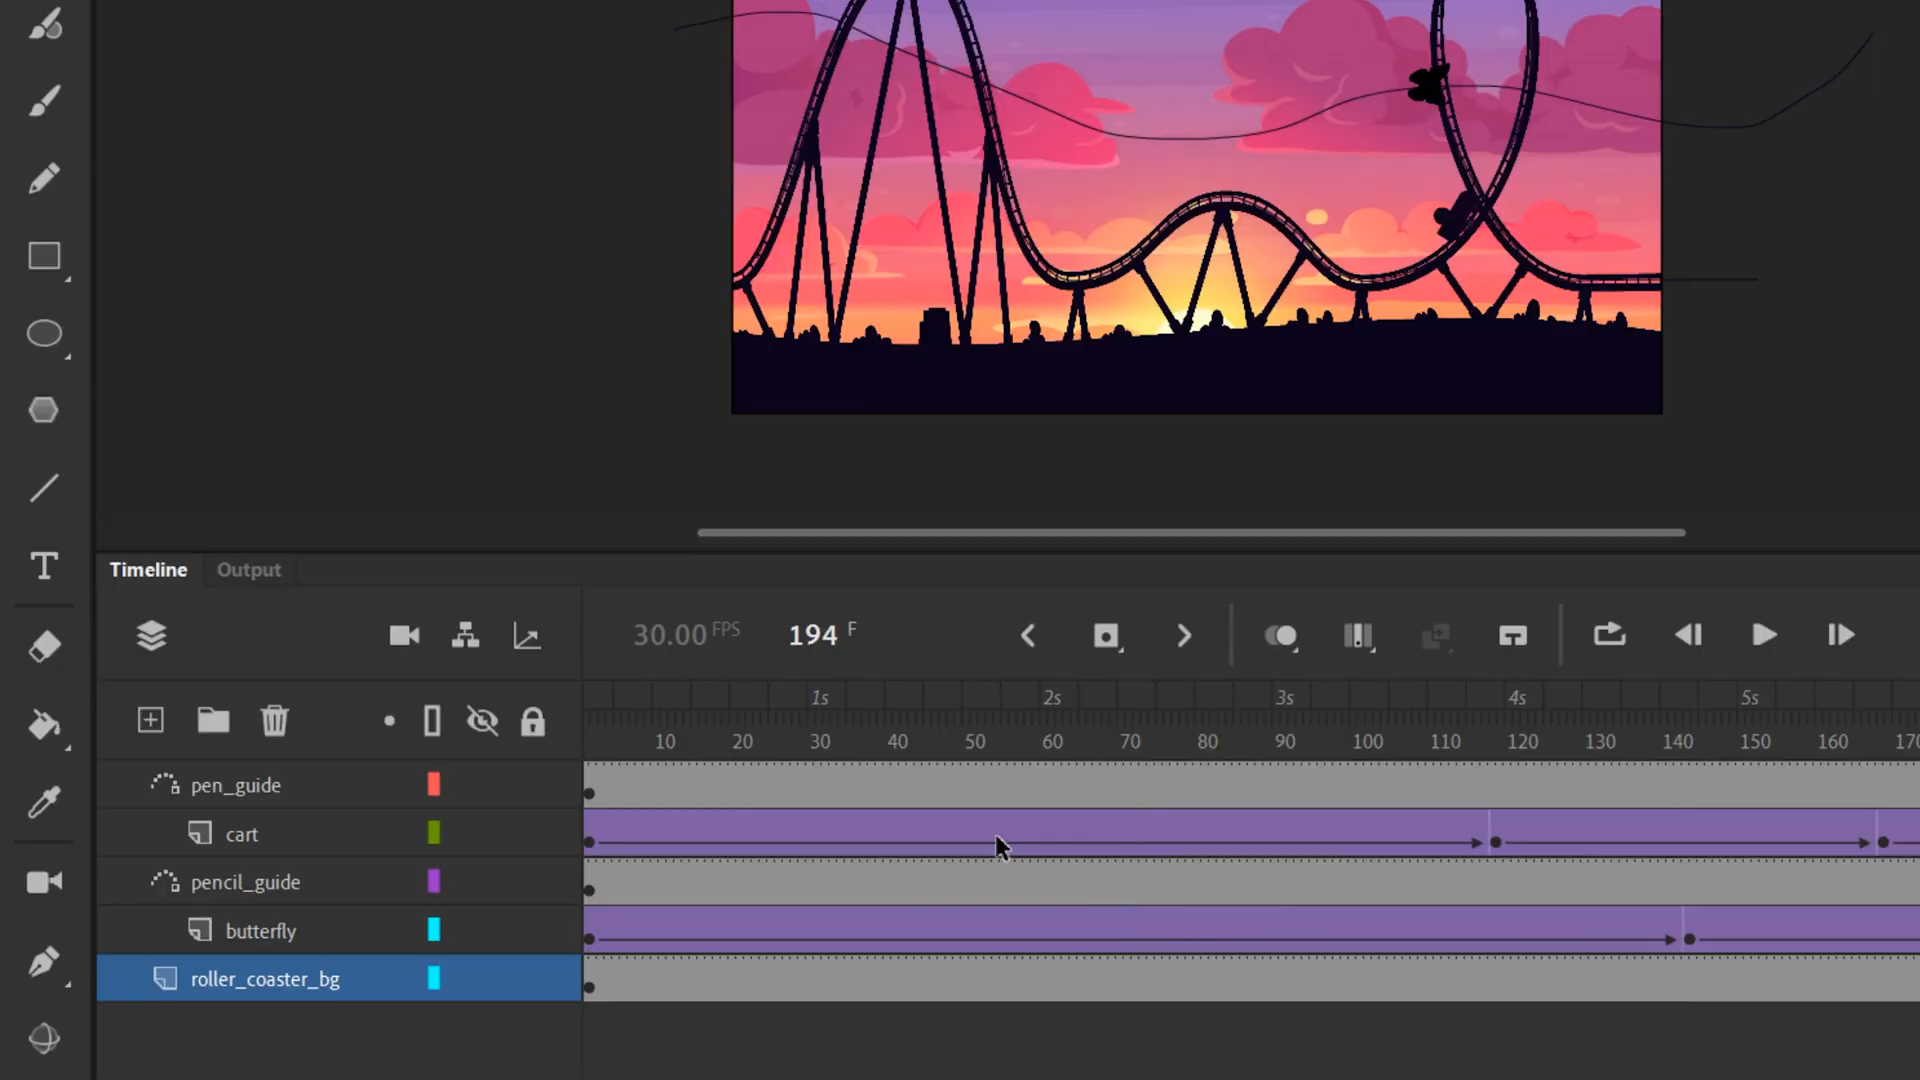 T
Timeline Output
30.00 FPS 194 F
1s 2s 3s 4s 5s
10 20 30 40 50 60 70 80 90 100 110 120 130 140 150 160 170
pen_guide
cart
pencil_guide
butterfly
roller_coaster_bg